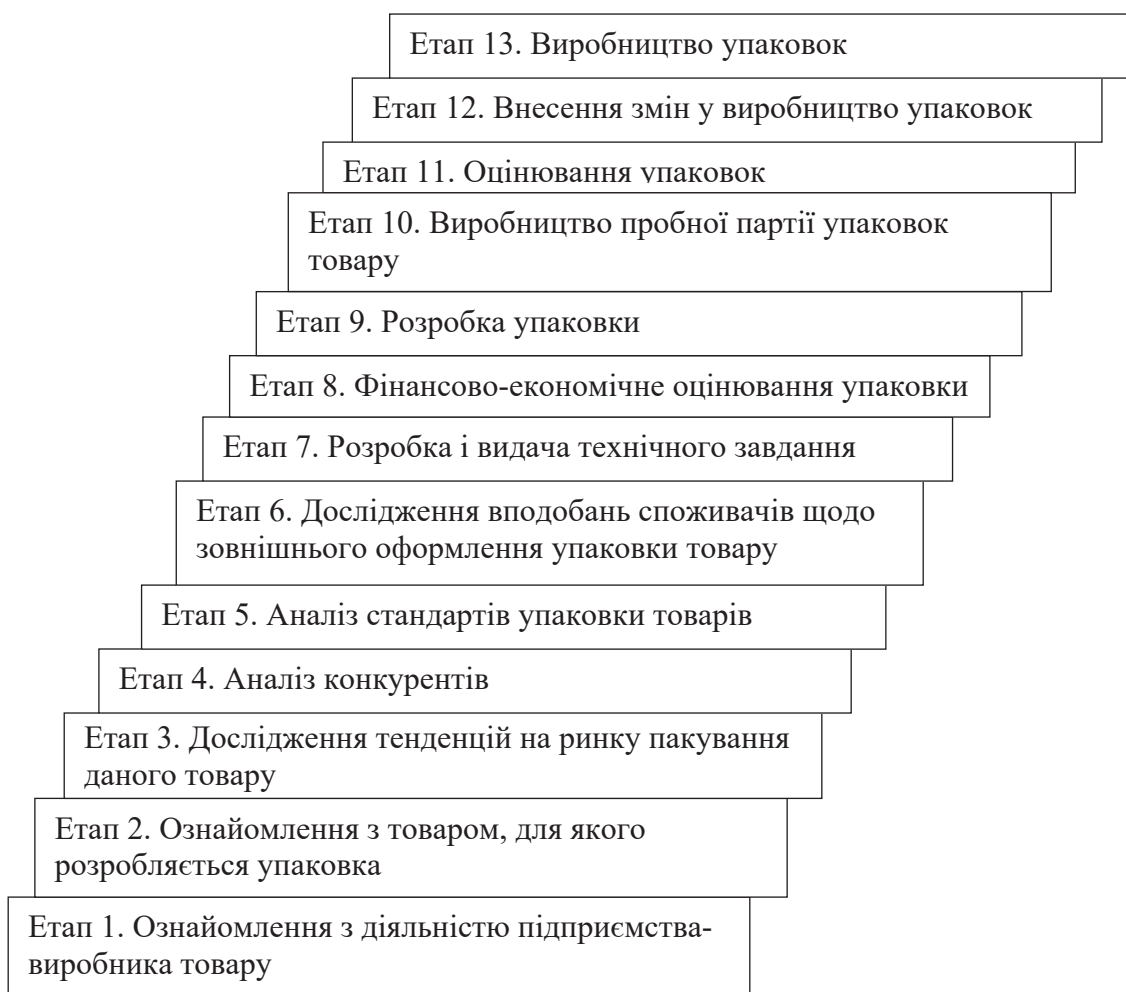 Етап 13. Виробництво упаковок
Етап 12. Внесення змін у виробництво упаковок
Етап 11. Оцінювання упаковок
Етап 10. Виробництво пробної партії упаковок
товару
Етап 9. Розробка упаковки
Етап 8. Фінансово-економічне оцінювання упаковки
Етап 7. Розробка і видача технічного завдання
Етап 6. Дослідження вподобань споживачів щодо
зовнішнього оформлення упаковки товару
Етап 5. Аналіз стандартів упаковки товарів
Етап 4. Аналіз конкурентів
Етап 3. Дослідження тенденцій на ринку пакування
даного товару
Етап 2. Ознайомлення з товаром, для якого
розробляється упаковка
Етап 1. Ознайомлення з діяльністю підприємства-
виробника товару